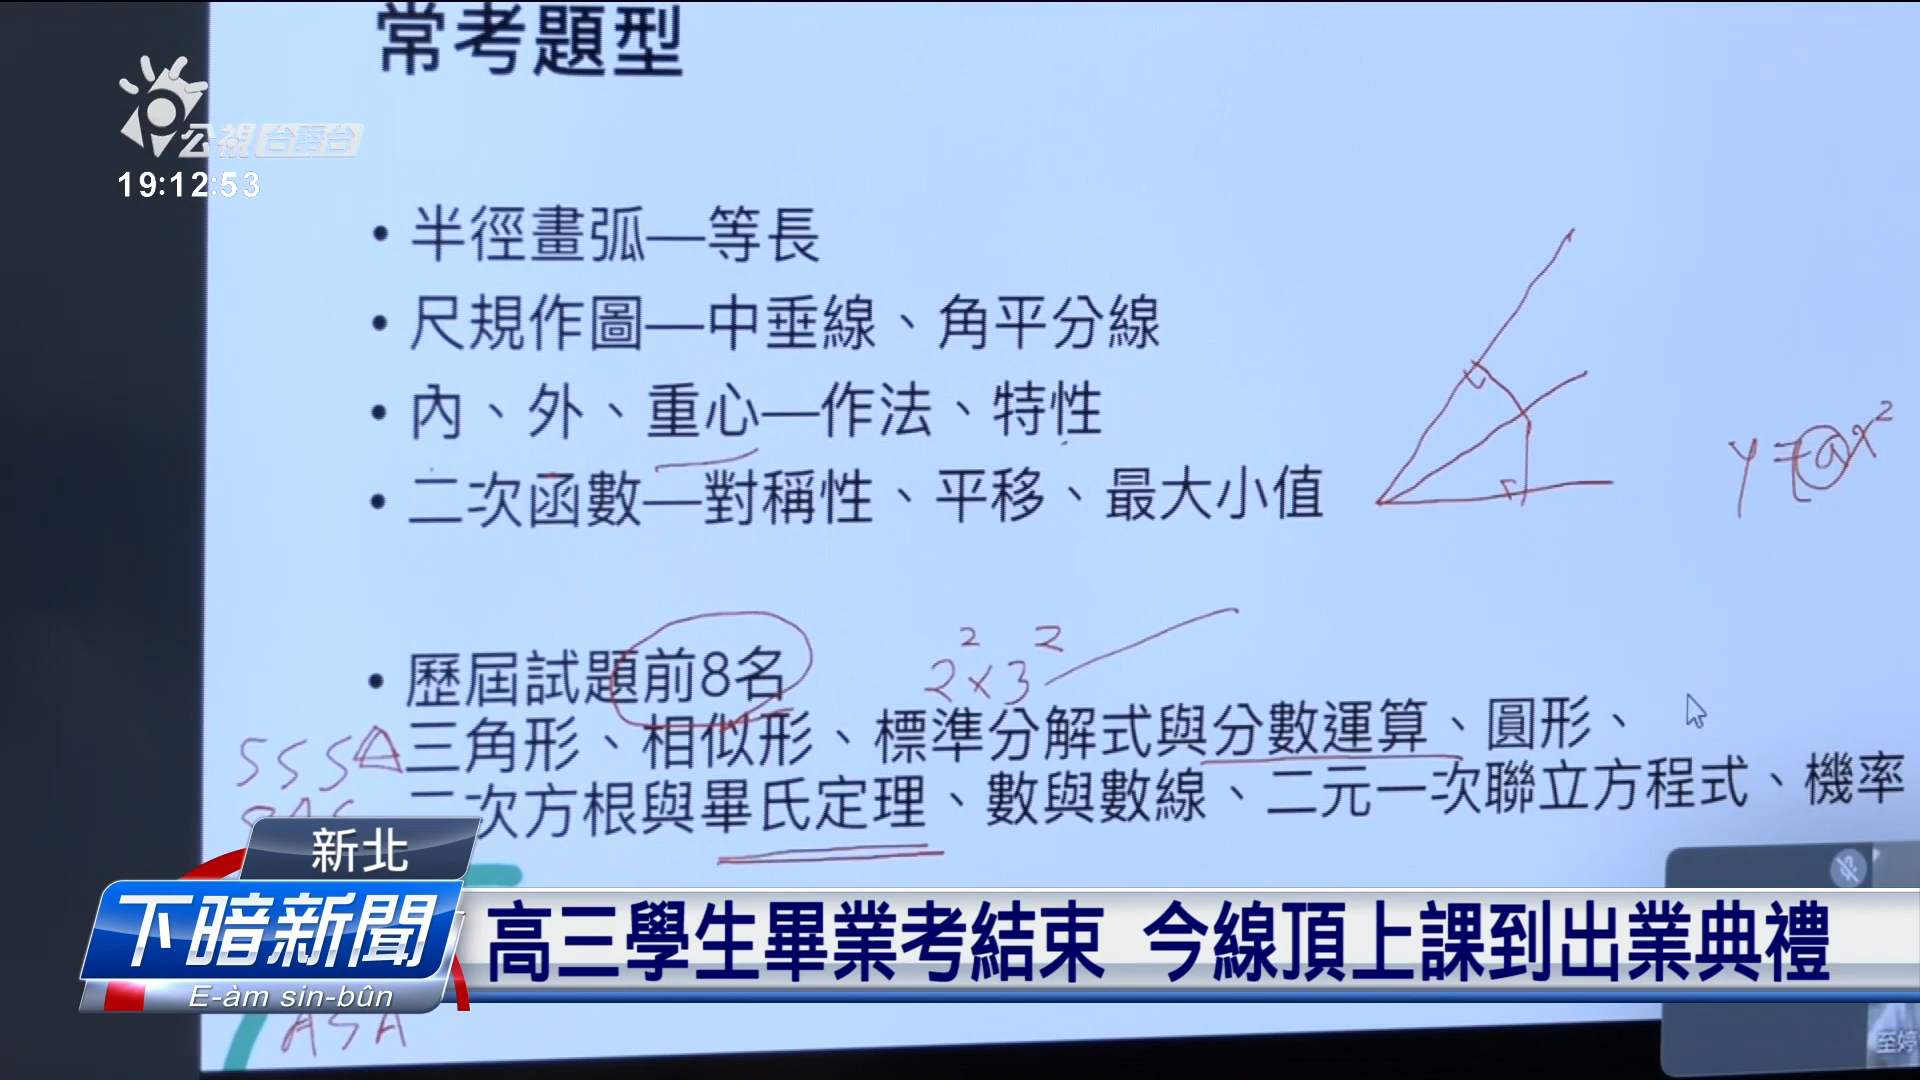 常考題型
公視台語台
19:12:53
• 半徑畫弧—等長
• 尺規作圖—中垂線、角平分線
• 內、外、重心—作法、特性
• 二次函數—對稱性、平移、最大小值
y=ax²
• 歷屆試題前8名
2²×3²
三角形、相似形、標準分解式與分數運算、圓形、
SSS
二次方根與畢氏定理、數與數線、二元一次聯立方程式、機率
新北
下暗新聞
E-àm sin-bûn
高三學生畢業考結束 今線頂上課到出業典禮
ASA
至婷